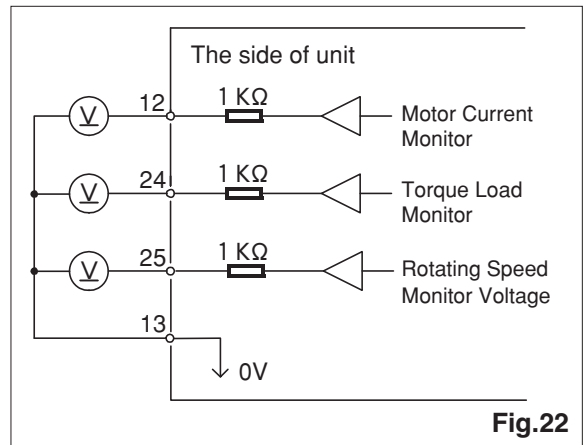 The side of unit
V 12 1 KΩ Motor Current
Monitor
V 24 1 KΩ Torque Load
Monitor
V 25 1 KΩ Rotating Speed
Monitor Voltage
13
0V
Fig.22